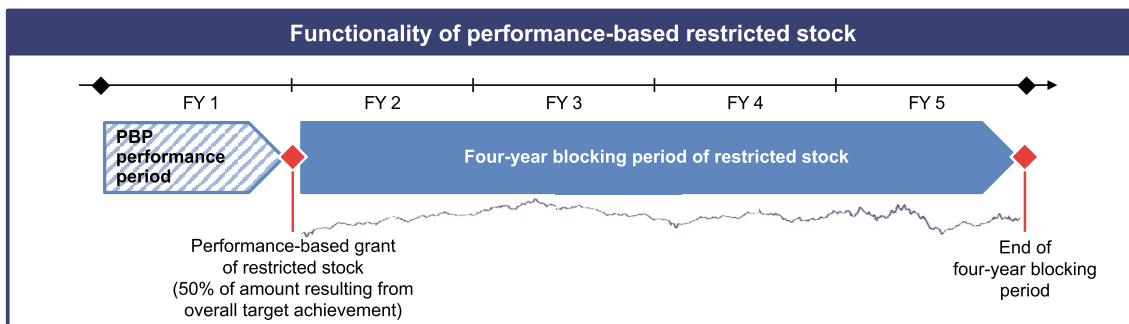 Functionality of performance-based restricted stock
FY 1
FY 2
FY 3
FY 4
FY 5
PBP
performance
period
Four-year blocking period of restricted stock
Performance-based grant
of restricted stock
(50% of amount resulting from
overall target achievement)
End of
four-year blocking
period